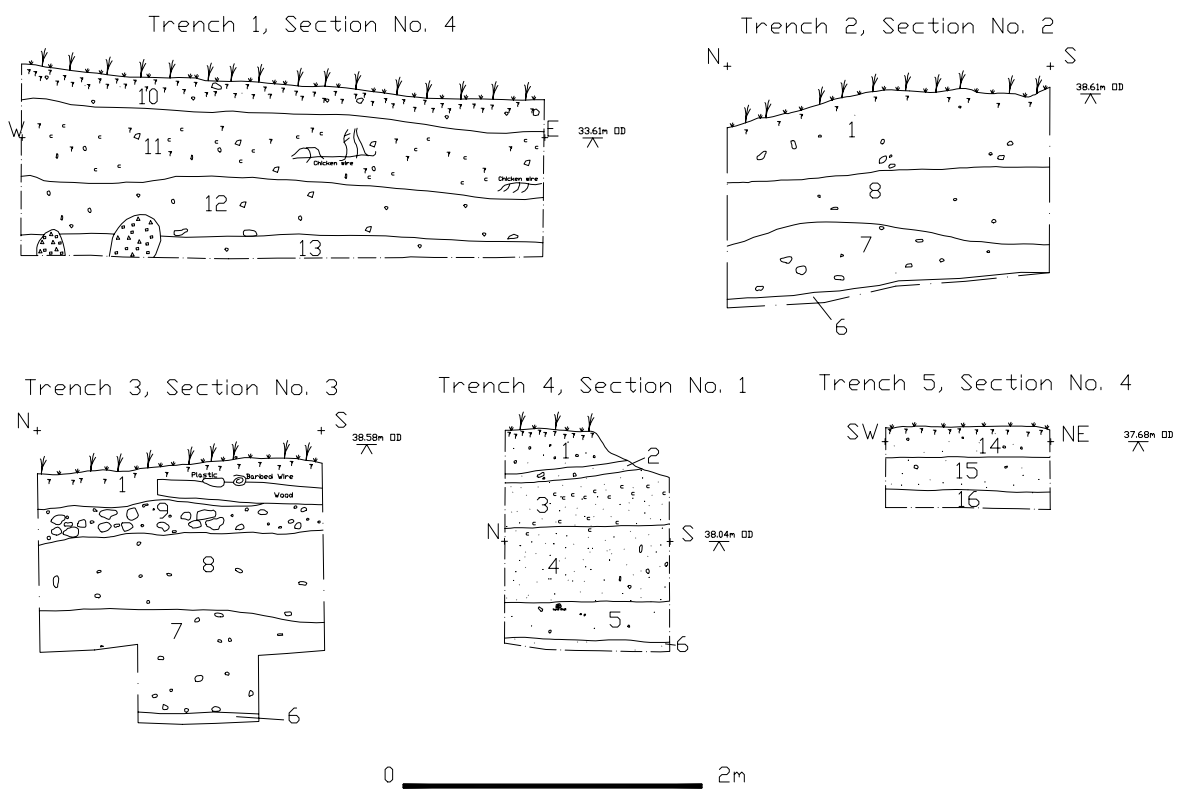 Trench 1, Section No. 4
10
W
E
33.61m OD
11
Chicken wire
Chicken wire
12
13
Trench 2, Section No. 2
N
S
38.61m OD
1
8
7
6
Trench 3, Section No. 3
N
S
38.58m OD
Plastic
Barbed Wire
1
Wood
9
8
7
6
Trench 4, Section No. 1
1
2
3
N
S
38.04m OD
4
5
6
Trench 5, Section No. 4
SW
NE
37.68m OD
14
15
16
0
2m